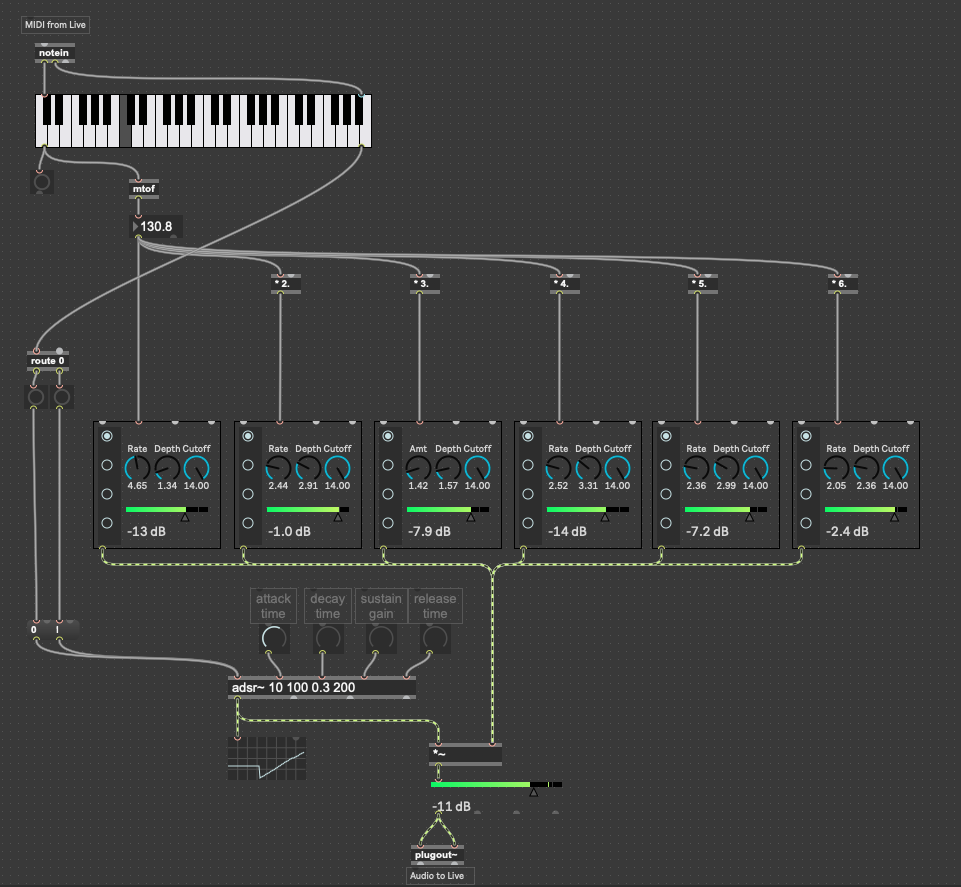 MIDI from Live
notein
mtof
130.8
* 2.
* 3.
* 4.
* 5.
* 6.
route 0
Rate Depth Cutoff
4.65 1.34 14.00
-13 dB
Rate Depth Cutoff
2.44 2.91 14.00
-1.0 dB
Amt Depth Cutoff
1.42 1.57 14.00
-7.9 dB
Rate Depth Cutoff
2.52 3.31 14.00
-14 dB
Rate Depth Cutoff
2.36 2.99 14.00
-7.2 dB
Rate Depth Cutoff
2.05 2.36 14.00
-2.4 dB
attack
time
decay
time
sustain
gain
release
time
0
adsr~ 10 100 0.3 200
*~
-11 dB
plugout~
Audio to Live